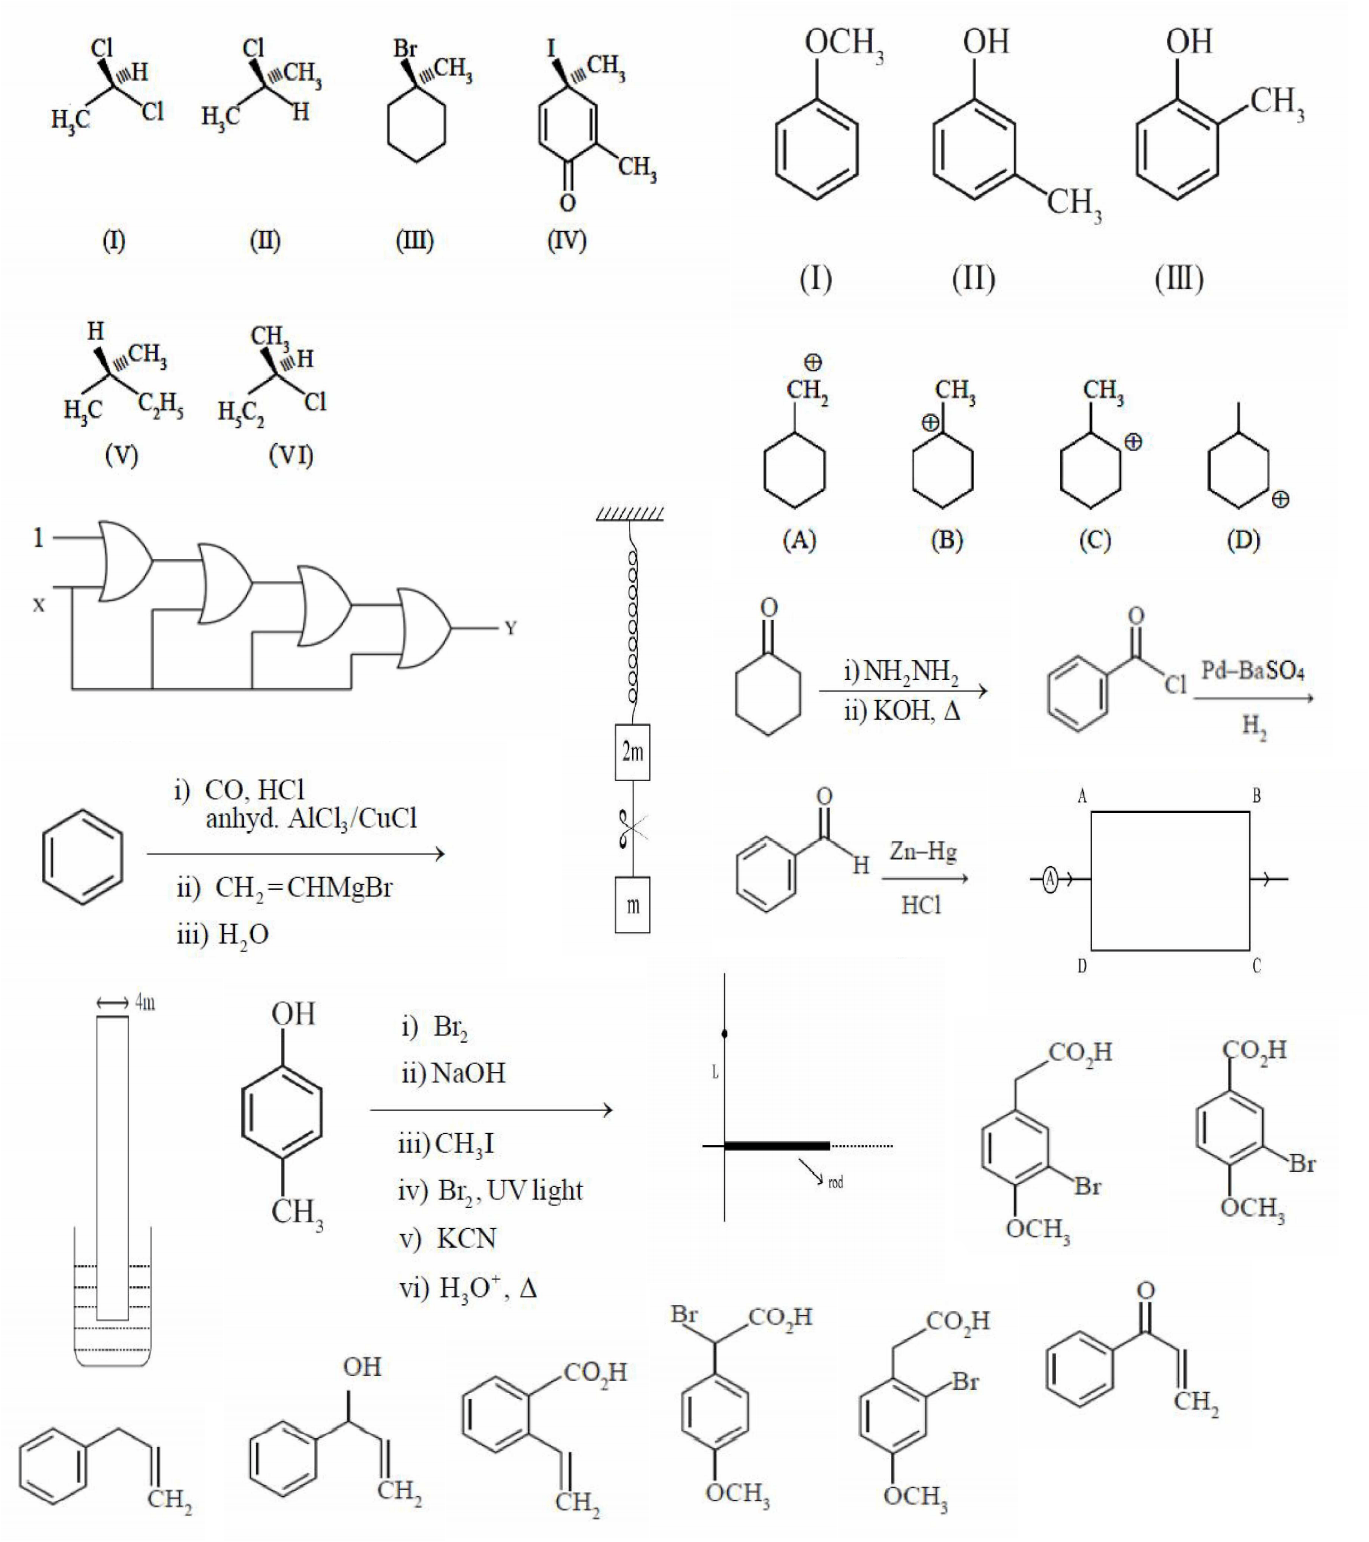 Cl
H
H₃C
Cl
(I)
Cl
CH₃
H₃C
H
(II)
Br
CH₃
(III)
I
CH₃
CH₃
O
(IV)
OCH₃
(I)
OH
CH₃
(II)
OH
CH₃
(III)
H
CH₃
H₃C
C₂H₅
(V)
CH₃
H
H₅C₂
Cl
(VI)
⊕
CH₂
(A)
CH₃
⊕
(B)
CH₃
⊕
(C)
⊕
(D)
1
x
Y
2m
m
O
i) NH₂NH₂
ii) KOH, Δ
O
Cl
Pd–BaSO₄
H₂
i) CO, HCl
anhyd. AlCl₃/CuCl
ii) CH₂=CHMgBr
iii) H₂O
O
H
Zn–Hg
HCl
A
B
A
D
C
4m
OH
CH₃
i) Br₂
ii) NaOH
iii) CH₃I
iv) Br₂, UV light
v) KCN
vi) H₃O⁺, Δ
L
rod
CO₂H
Br
OCH₃
CO₂H
Br
OCH₃
CH₂
OH
CH₂
CO₂H
CH₂
Br
CO₂H
OCH₃
CO₂H
Br
OCH₃
O
CH₂